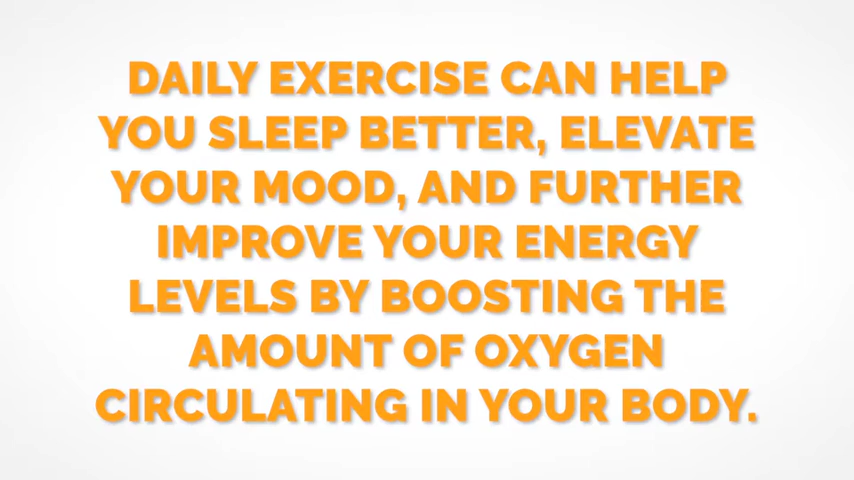 DAILY EXERCISE CAN HELP
YOU SLEEP BETTER, ELEVATE
YOUR MOOD, AND FURTHER
IMPROVE YOUR ENERGY
LEVELS BY BOOSTING THE
AMOUNT OF OXYGEN
CIRCULATING IN YOUR BODY.